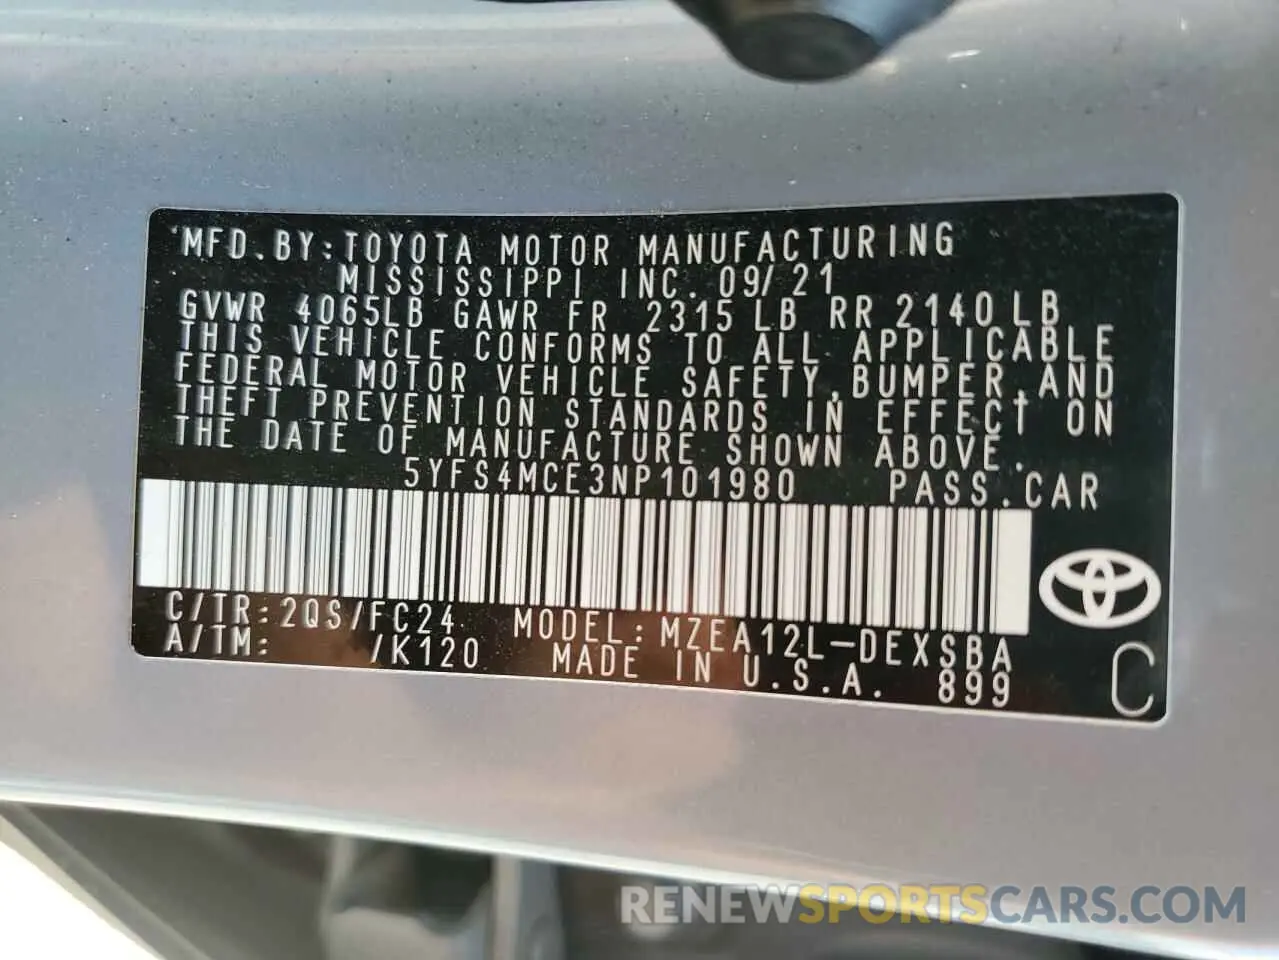 MFD.BY:TOYOTA MOTOR MANUFACTURING
MISSISSIPPI INC. 09/21
GVWR 4065LB GAWR FR 2315LB RR 2140LB
THIS VEHICLE CONFORMS TO ALL APPLICABLE
FEDERAL MOTOR VEHICLE SAFETY,BUMPER,AND
THEFT PREVENTION STANDARDS IN EFFECT ON
THE DATE OF MANUFACTURE SHOWN ABOVE.
5YFS4MCE3NP101980 PASS.CAR
C/TR:2QS/FC24 MODEL:MZEA12L-DEXSBA
A/TM: /K120 MADE IN U.S.A. 899
C
RENEWSPORTSCARS.COM